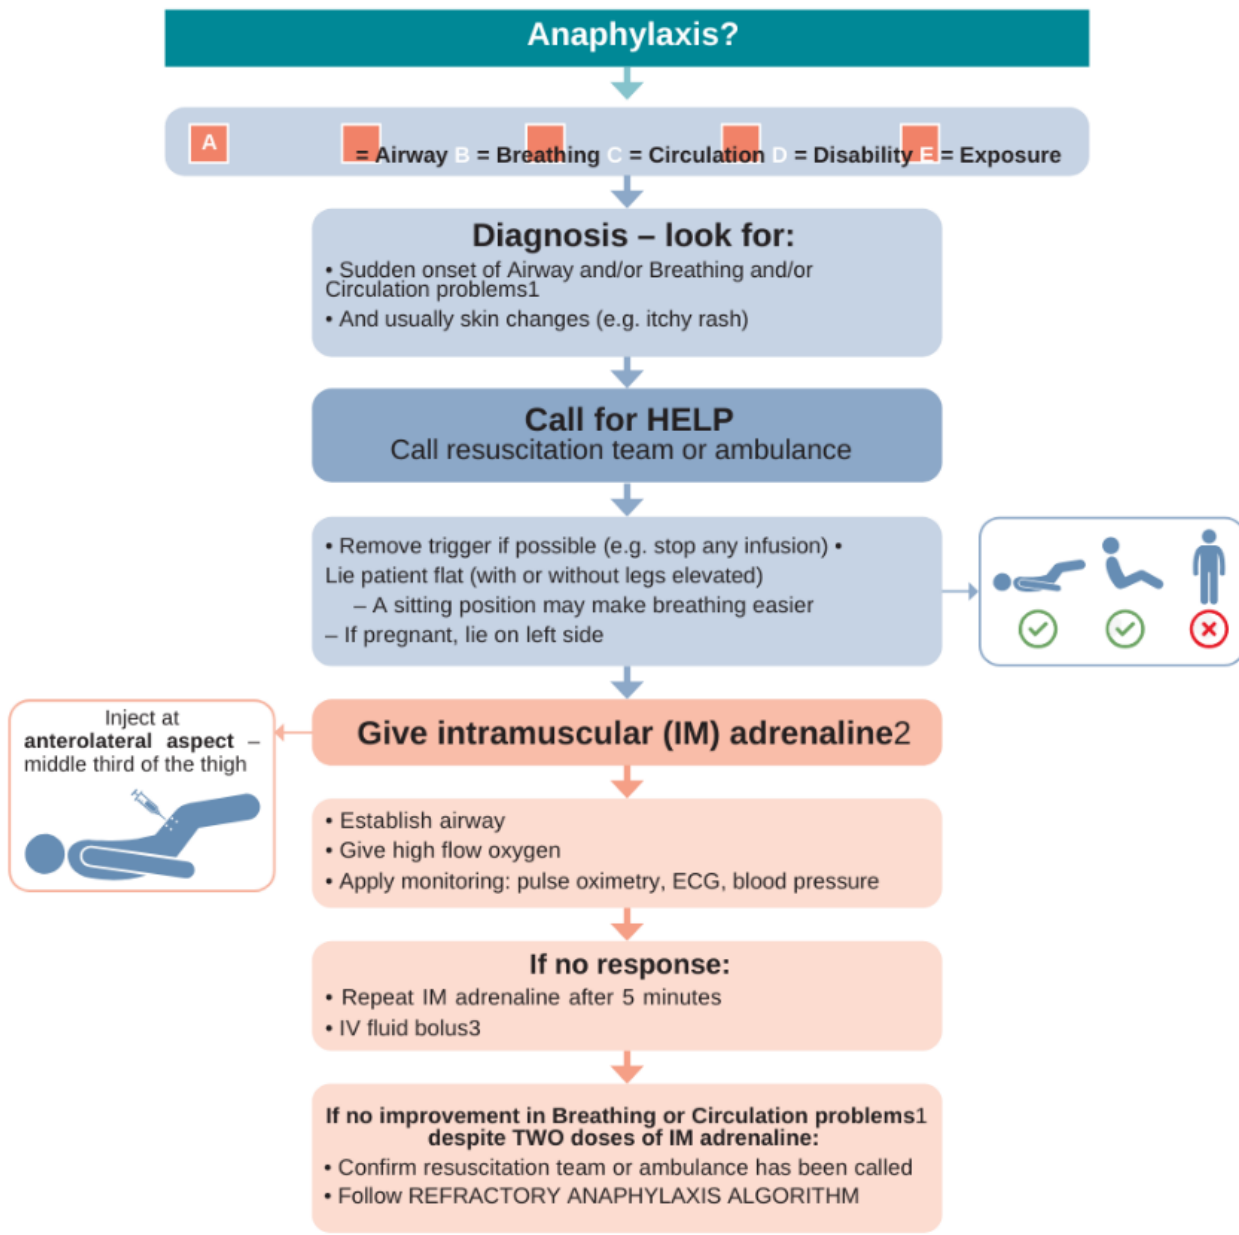 Anaphylaxis?
A
= Airway B = Breathing C = Circulation D = Disability E = Exposure
Diagnosis – look for:
• Sudden onset of Airway and/or Breathing and/or
Circulation problems1
• And usually skin changes (e.g. itchy rash)
Call for HELP
Call resuscitation team or ambulance
• Remove trigger if possible (e.g. stop any infusion) •
Lie patient flat (with or without legs elevated)
– A sitting position may make breathing easier
– If pregnant, lie on left side
Give intramuscular (IM) adrenaline2
Inject at
anterolateral aspect –
middle third of the thigh
• Establish airway
• Give high flow oxygen
• Apply monitoring: pulse oximetry, ECG, blood pressure
If no response:
• Repeat IM adrenaline after 5 minutes
• IV fluid bolus3
If no improvement in Breathing or Circulation problems1
despite TWO doses of IM adrenaline:
• Confirm resuscitation team or ambulance has been called
• Follow REFRACTORY ANAPHYLAXIS ALGORITHM